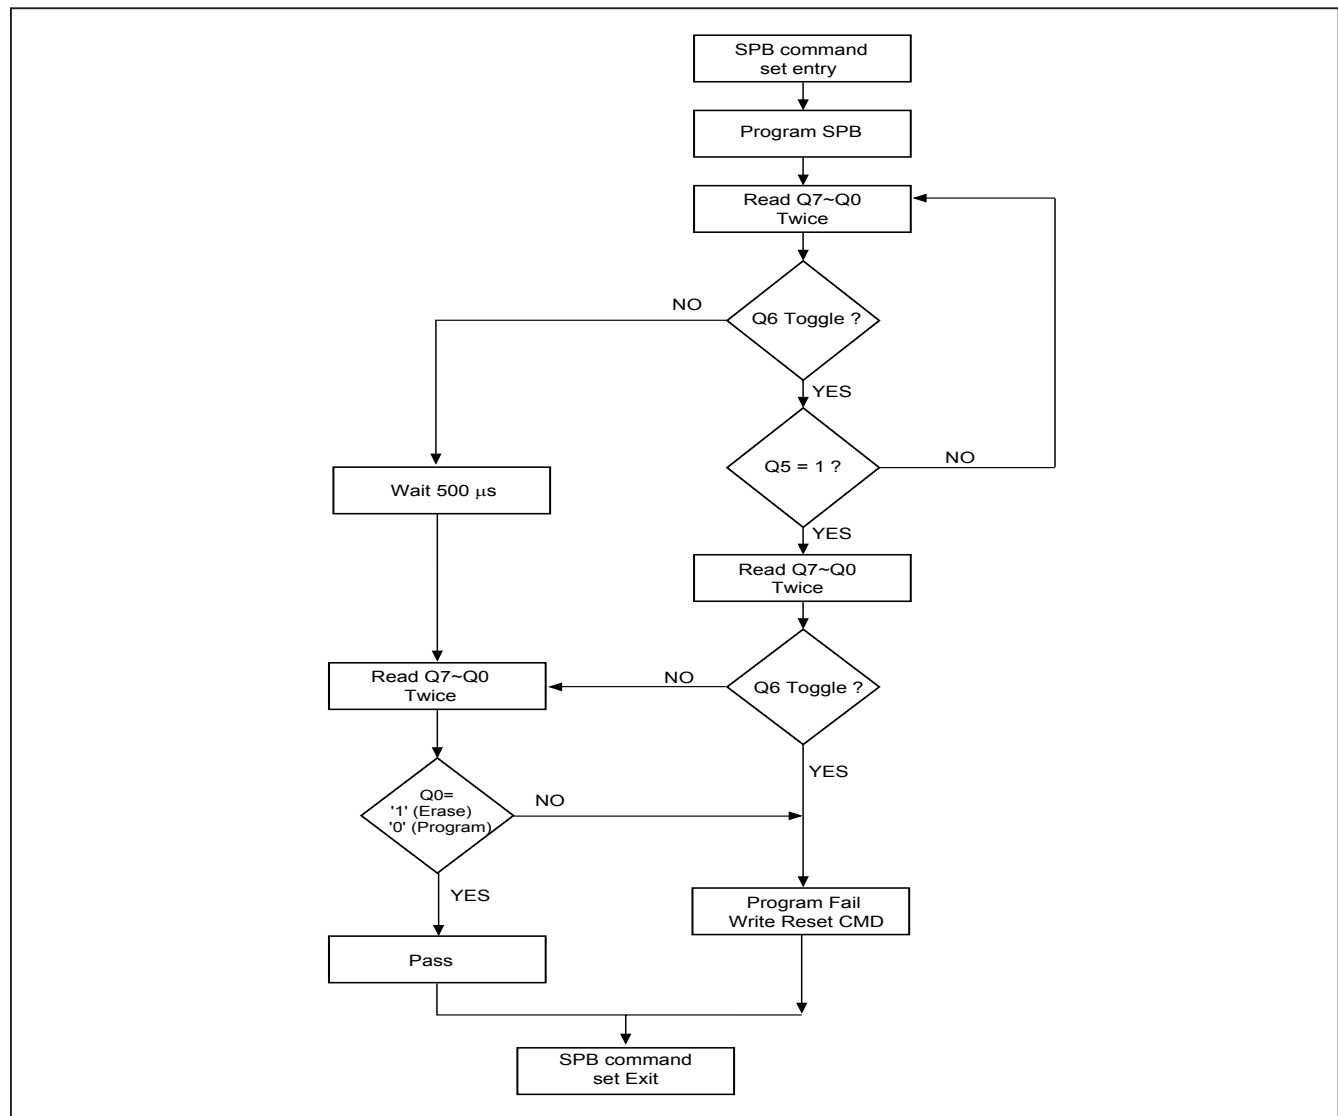 SPB command
set entry
Program SPB
Read Q7~Q0
Twice
NO
Q6 Toggle ?
YES
Q5 = 1 ?
NO
Wait 500 μs
YES
Read Q7~Q0
Twice
Read Q7~Q0
Twice
NO
Q6 Toggle ?
YES
Q0=
'1' (Erase)
'0' (Program)
NO
YES
Program Fail
Write Reset CMD
Pass
SPB command
set Exit